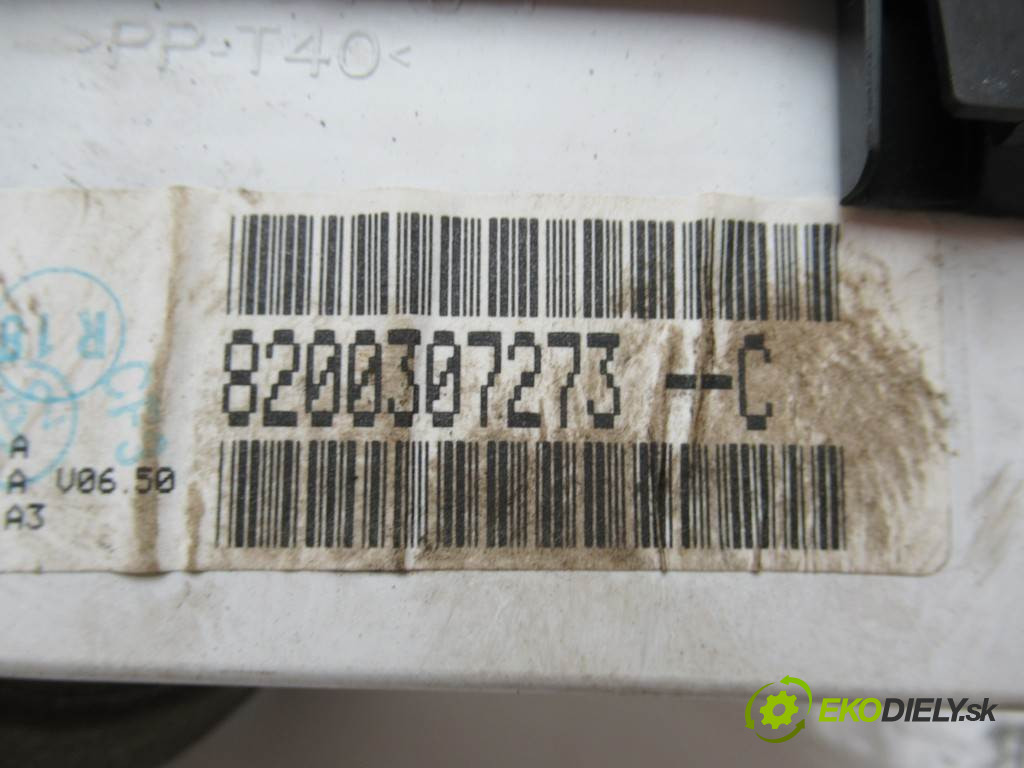 >PP-T40<
8200307273 --C
A
A V06.50
A3
EKODIELY.sk